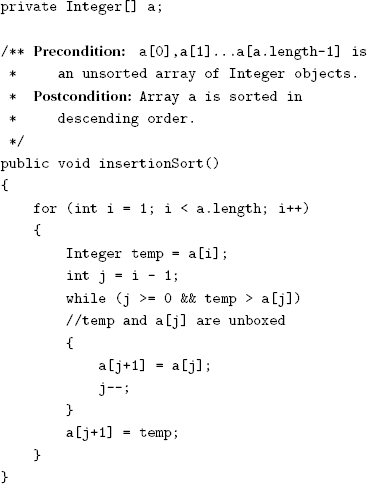 private Integer[] a;
/** Precondition: a[0],a[1]...a[a.length-1] is
 *     an unsorted array of Integer objects.
 *  Postcondition: Array a is sorted in
 *     descending order.
 */
public void insertionSort()
{
    for (int i = 1; i < a.length; i++)
    {
        Integer temp = a[i];
        int j = i - 1;
        while (j >= 0 && temp > a[j])
        //temp and a[j] are unboxed
        {
            a[j+1] = a[j];
            j--;
        }
        a[j+1] = temp;
    }
}